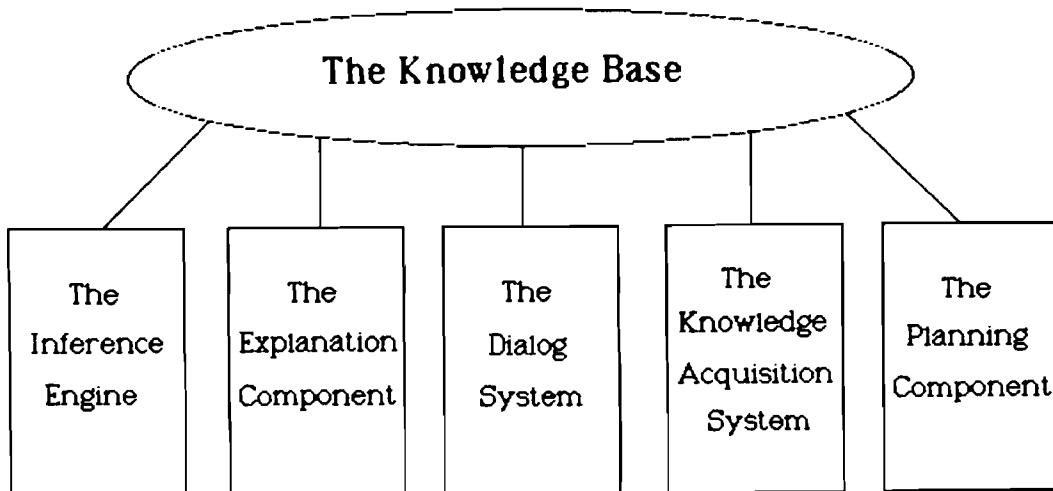 The Knowledge Base
The
Inference
Engine
The
Explanation
Component
The
Dialog
System
The
Knowledge
Acquisition
System
The
Planning
Component